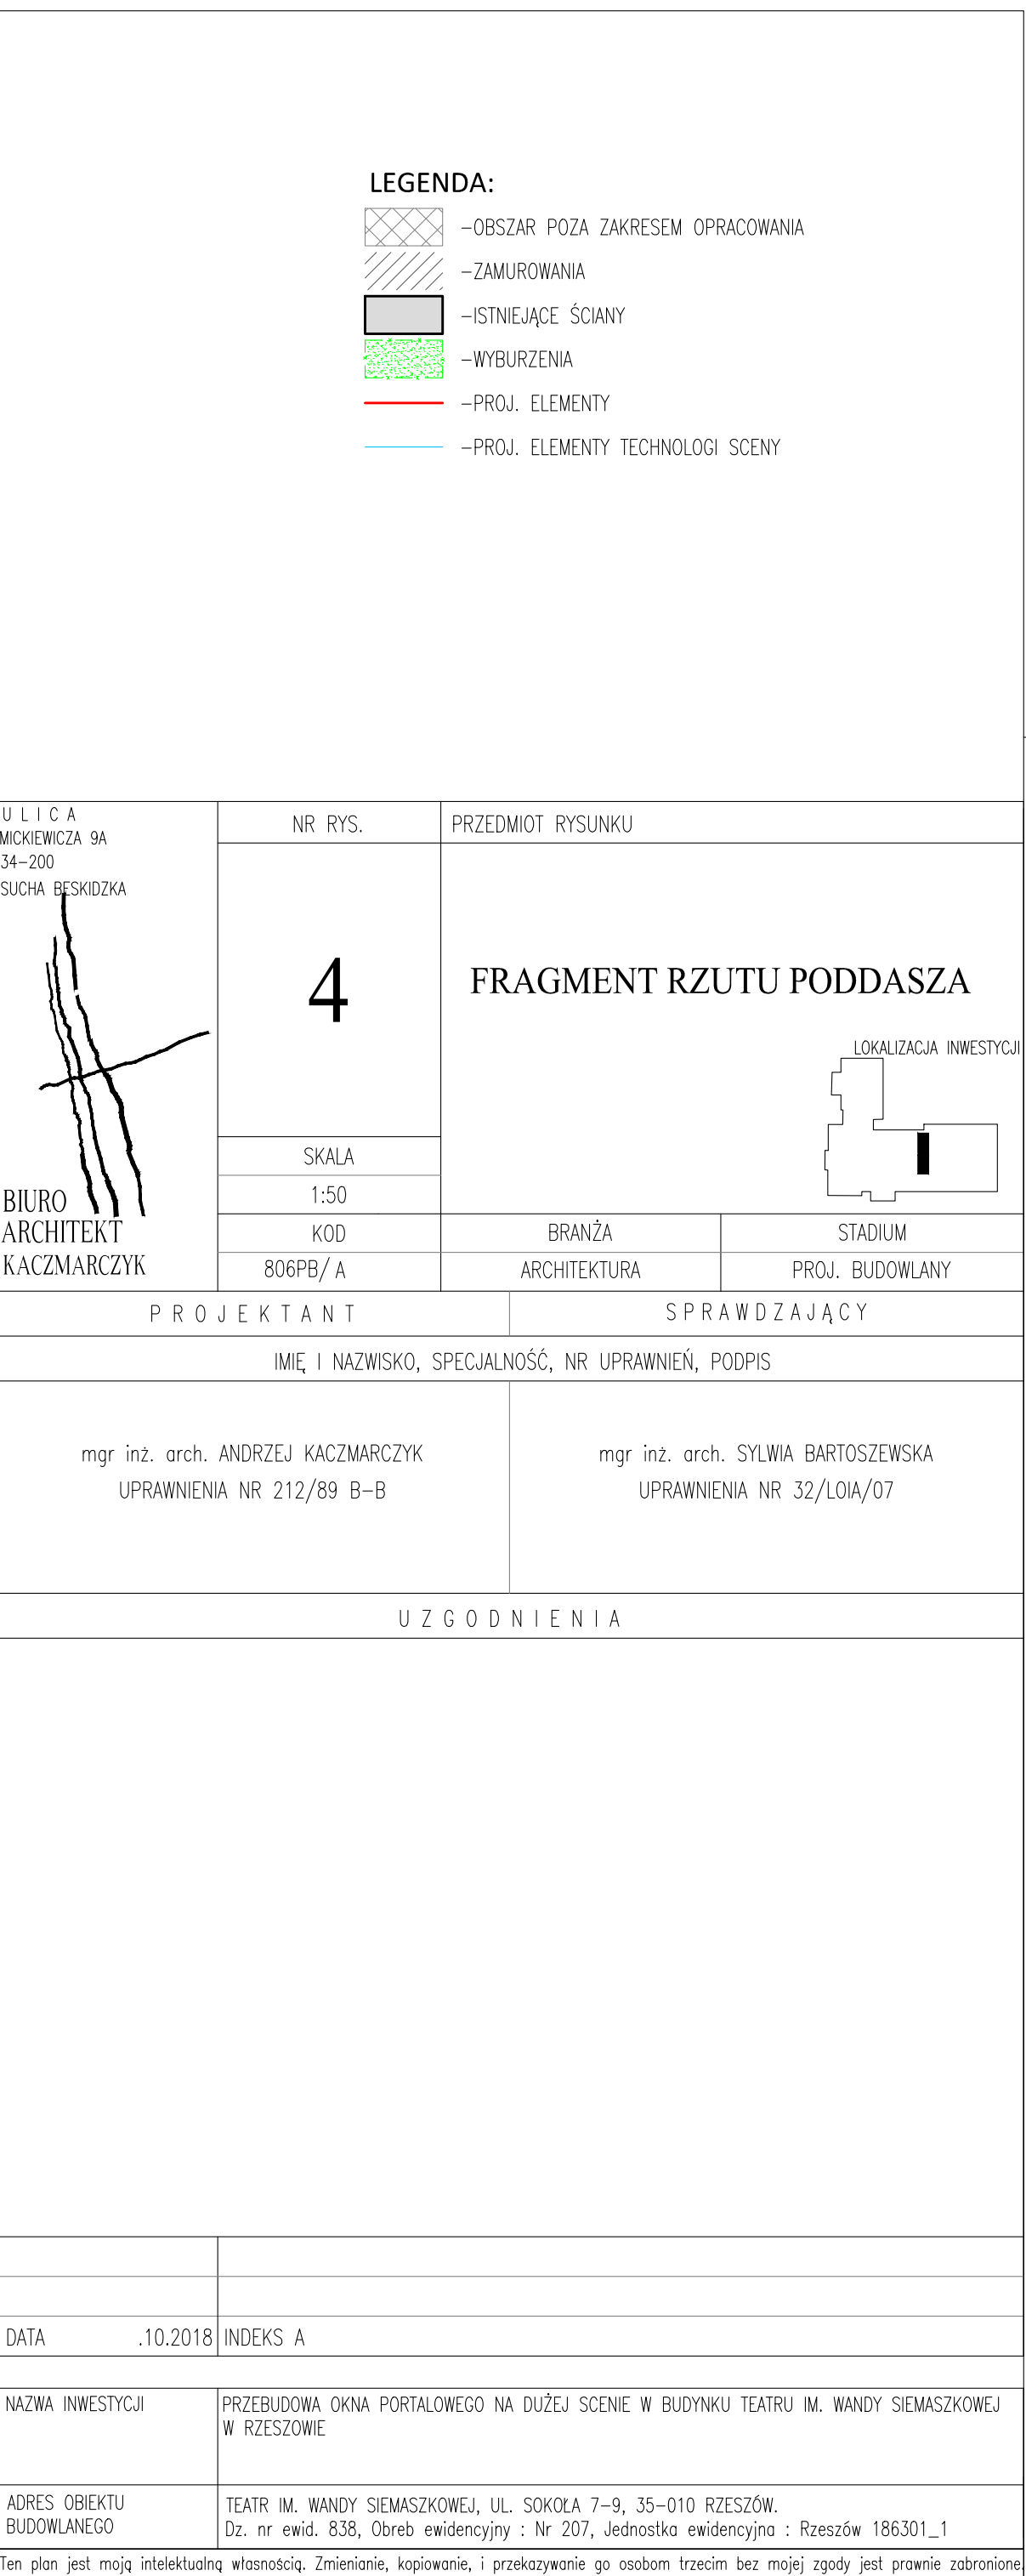 LEGENDA:
-OBSZAR POZA ZAKRESEM OPRACOWANIA
-ZAMUROWANIA
-ISTNIEJĄCE ŚCIANY
-WYBURZENIA
-PROJ. ELEMENTY
-PROJ. ELEMENTY TECHNOLOGI SCENY
ULICA
MICKIEWICZA 9A
34-200
SUCHA BESKIDZKA
BIURO
ARCHITEKT
KACZMARCZYK
NR RYS.
4
SKALA
1:50
KOD
806PB/A
PRZEDMIOT RYSUNKU
FRAGMENT RZUTU PODDASZA
LOKALIZACJA INWESTYCJI
BRANŻA
ARCHITEKTURA
STADIUM
PROJ. BUDOWLANY
PROJEKTANT
SPRAWDZAJĄCY
IMIĘ I NAZWISKO, SPECJALNOŚĆ, NR UPRAWNIEŃ, PODPIS
mgr inż. arch. ANDRZEJ KACZMARCZYK
UPRAWNIENIA NR 212/89 B-B
mgr inż. arch. SYLWIA BARTOSZEWSKA
UPRAWNIENIA NR 32/LOIA/07
UZGODNIENIA
DATA .10.2018 INDEKS A
NAZWA INWESTYCJI
PRZEBUDOWA OKNA PORTALOWEGO NA DUŻEJ SCENIE W BUDYNKU TEATRU IM. WANDY SIEMASZKOWEJ
W RZESZOWIE
ADRES OBIEKTU
BUDOWLANEGO
TEATR IM. WANDY SIEMASZKOWEJ, UL. SOKOŁA 7-9, 35-010 RZESZÓW.
Dz. nr ewid. 838, Obreb ewidencyjny : Nr 207, Jednostka ewidencyjna : Rzeszów 186301_1
Ten plan jest moją intelektualną własnością. Zmienianie, kopiowanie, i przekazywanie go osobom trzecim bez mojej zgody jest prawnie zabronione